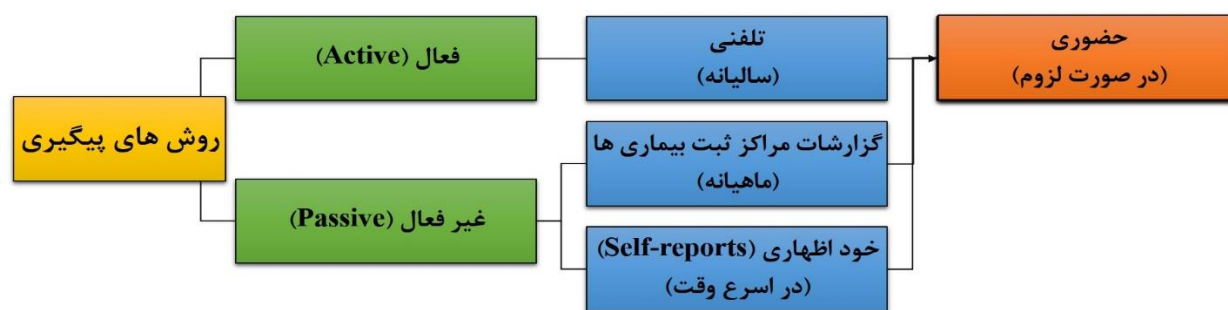 روش های پیگیری
فعال (Active)
تلفنی
(سالیانه)
حضوری
(در صورت لزوم)
غیر فعال (Passive)
گزارشات مراکز ثبت بیماری ها
(ماهیانه)
خود اظهاری (Self-reports)
(در اسرع وقت)